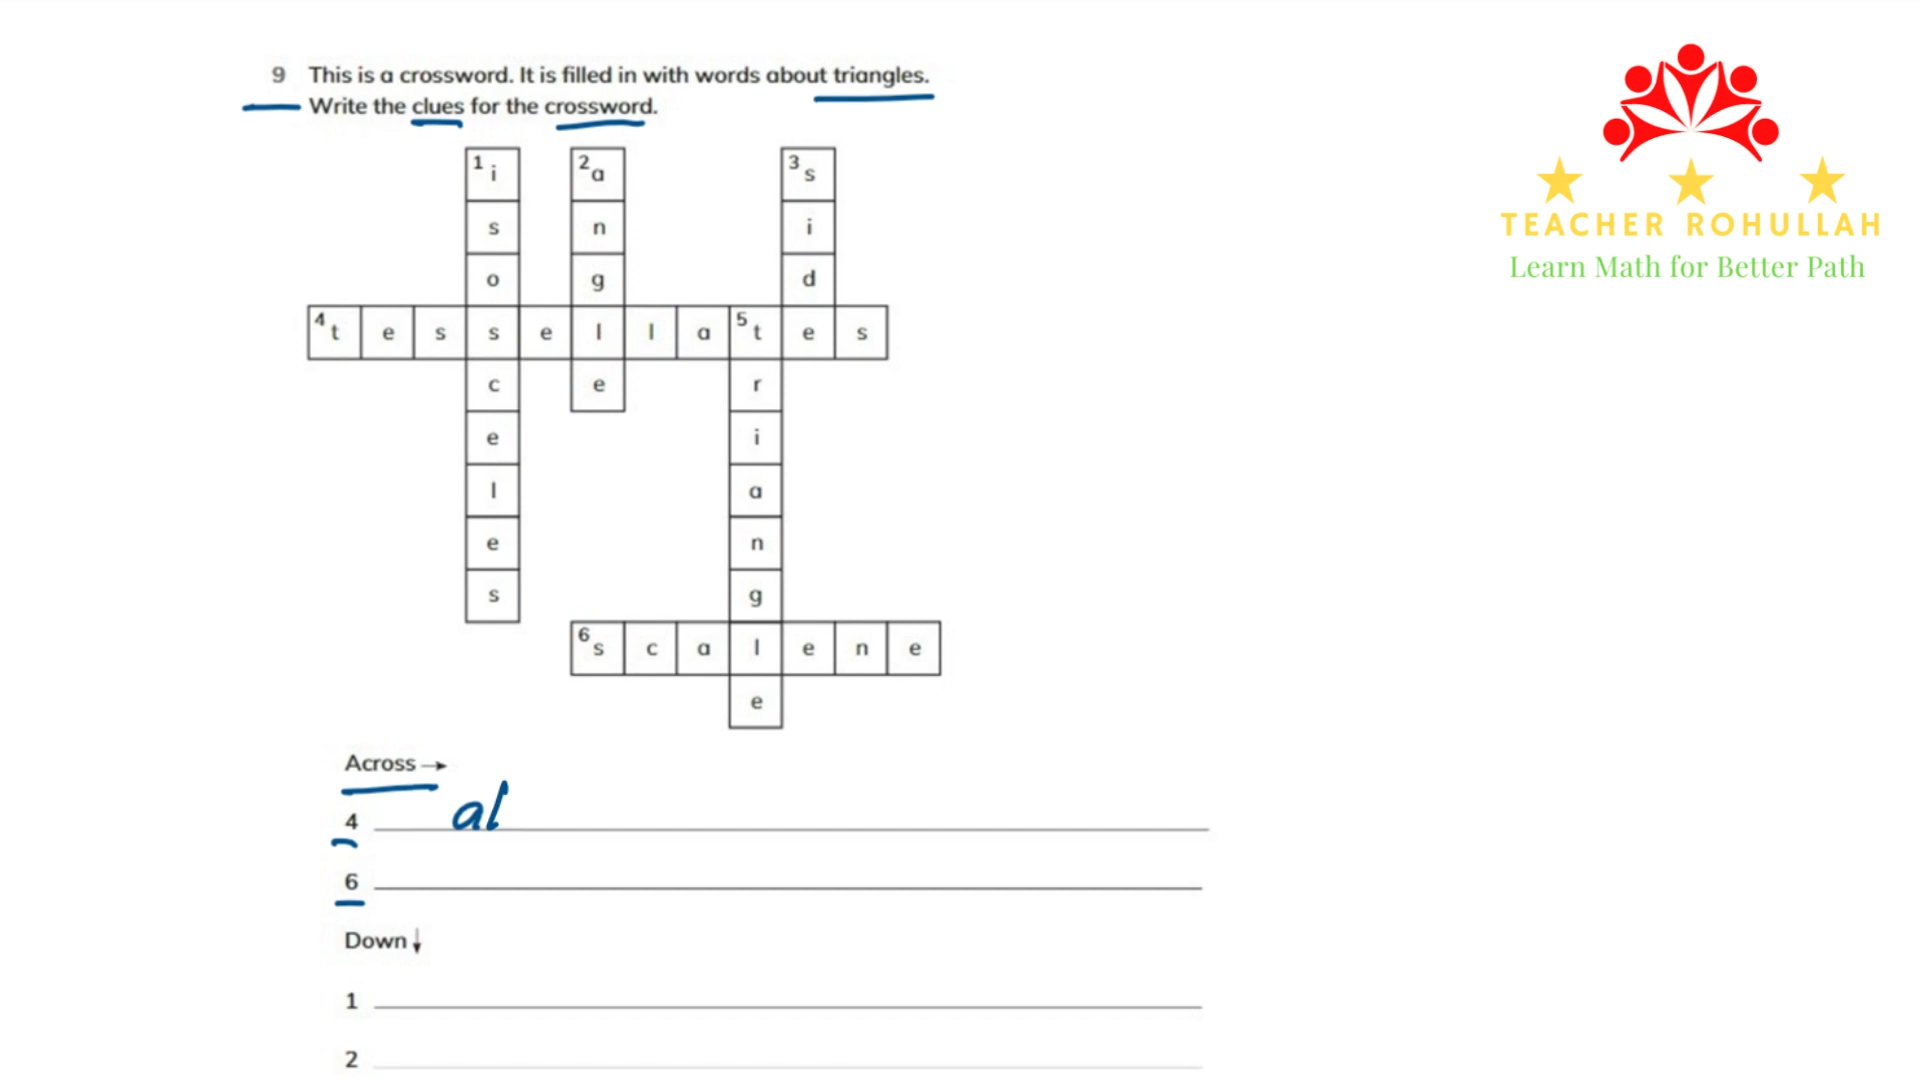 9 This is a crossword. It is filled in with words about triangles.
Write the clues for the crossword.
1 i 2 a 3 s
s n i
o g d
4 t e s s e l l a 5 t e s
c e r
e i
l a
e n
s g
6 s c a l e n e
e
Across →
4 al
6
Down ↓
1
2
TEACHER ROHULLAH
Learn Math for Better Path